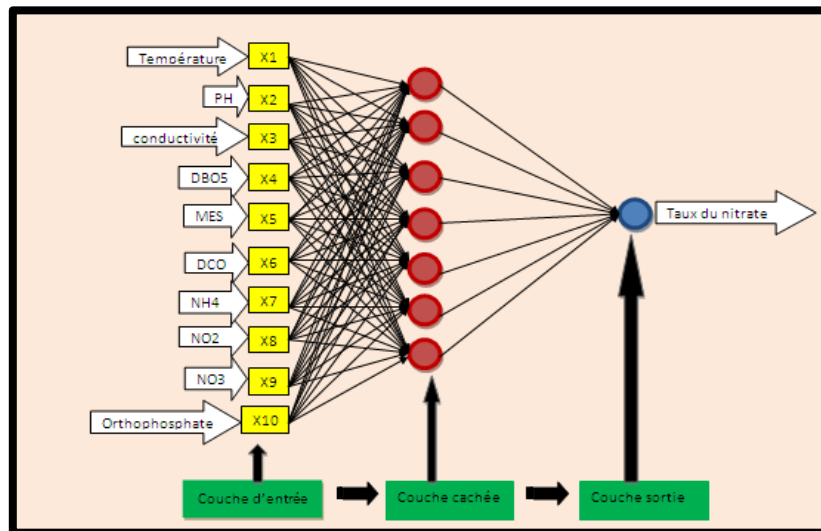 Température
X1
PH
X2
conductivité
X3
DBO5
X4
MES
X5
DCO
X6
NH4
X7
NO2
X8
NO3
X9
Orthophosphate
X10
Taux du nitrate
Couche d'entrée
Couche cachée
Couche sortie